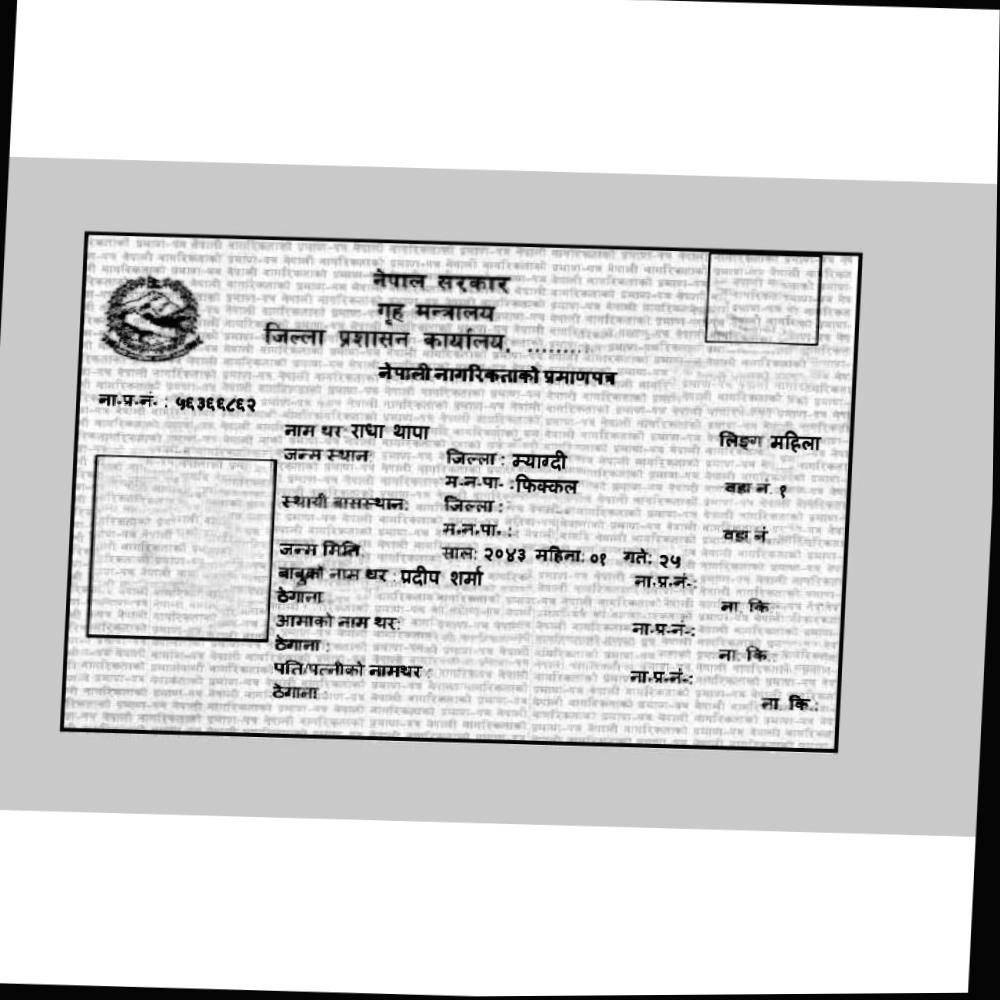 नेपाल सरकार
गृह मन्त्रालय
जिल्ला प्रशासन कार्यालय, ........
नेपाली नागरिकताको प्रमाणपत्र
ना.प्र.नं. : ५६३६६८६२
नाम थर राधा थापा लिङ्ग महिला
जन्म स्थान जिल्ला : म्याग्दी
म.न.पा. :फिक्कल वडा नं. १
स्थायी बासस्थान: जिल्ला :
म.न.पा. : वडा नं.
जन्म मिति साल: २०४३ महिना: ०१ गते: २५
बाबुको नाम थर : प्रदीप शर्मा ना.प्र.नं.:
ठेगाना ना. कि
आमाको नाम थर: ना.प्र.नं.:
ठेगाना : ना. कि.:
पति/पत्नीको नामथर : ना.प्र.नं.:
ठेगाना : ना. कि.: